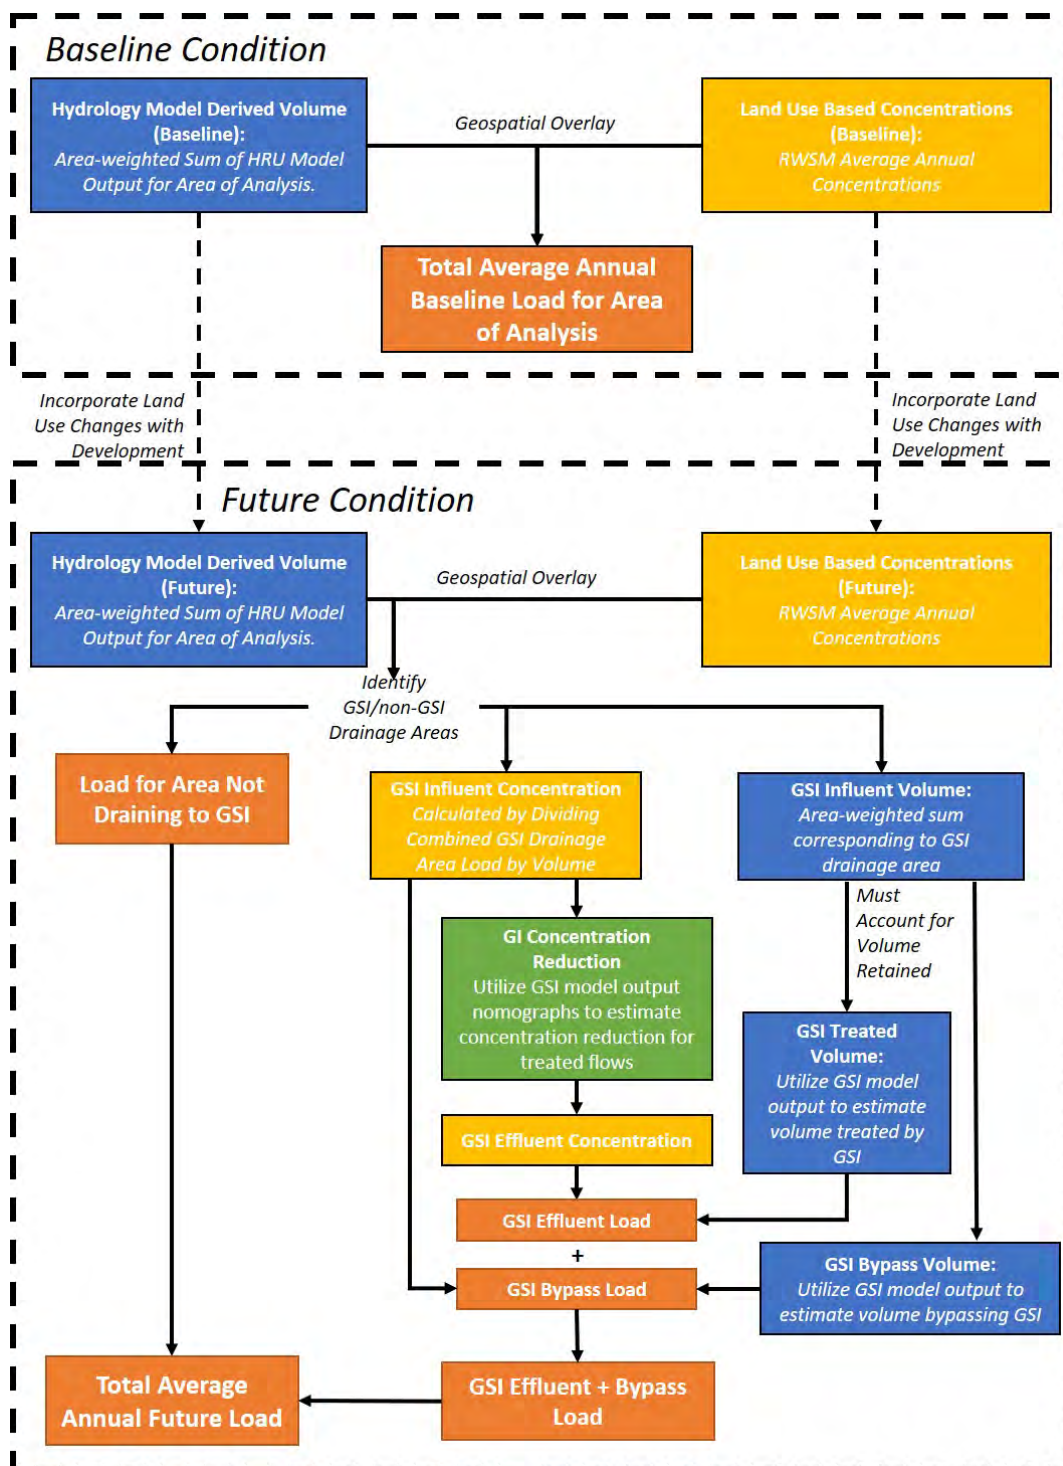 Baseline Condition
Hydrology Model Derived Volume
(Baseline):
Area-weighted Sum of HRU Model
Output for Area of Analysis.
Geospatial Overlay
Land Use Based Concentrations
(Baseline):
RWSM Average Annual
Concentrations
Total Average Annual
Baseline Load for Area
of Analysis
Incorporate Land
Use Changes with
Development
Incorporate Land
Use Changes with
Development
Future Condition
Hydrology Model Derived Volume
(Future):
Area-weighted Sum of HRU Model
Output for Area of Analysis.
Geospatial Overlay
Land Use Based Concentrations
(Future):
RWSM Average Annual
Concentrations
Identify
GSI/non-GSI
Drainage Areas
Load for Area Not
Draining to GSI
GSI Influent Concentration
Calculated by Dividing
Combined GSI Drainage
Area Load by Volume
GSI Influent Volume:
Area-weighted sum
corresponding to GSI
drainage area
Must
Account for
Volume
Retained
GI Concentration
Reduction
Utilize GSI model output
nomographs to estimate
concentration reduction for
treated flows
GSI Treated
Volume:
Utilize GSI model
output to estimate
volume treated by
GSI
GSI Effluent Concentration
GSI Effluent Load
+
GSI Bypass Load
GSI Bypass Volume:
Utilize GSI model output to
estimate volume bypassing GSI
Total Average
Annual Future Load
GSI Effluent + Bypass
Load